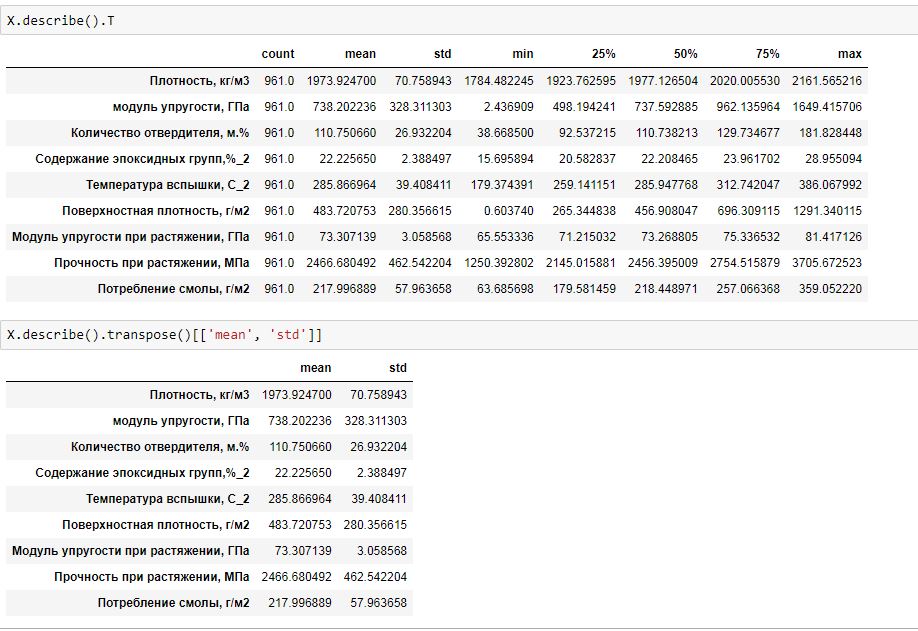 X.describe().T
count mean std min 25% 50% 75% max
Плотность, кг/м3 961.0 1973.924700 70.758943 1784.482245 1923.762595 1977.126504 2020.005530 2161.565216
модуль упругости, ГПа 961.0 738.202236 328.311303 2.436909 498.194241 737.592885 962.135964 1649.415706
Количество отвердителя, м.% 961.0 110.750660 26.932204 38.668500 92.537215 110.738213 129.734677 181.828448
Содержание эпоксидных групп,%_2 961.0 22.225650 2.388497 15.695894 20.582837 22.208465 23.961702 28.955094
Температура вспышки, С_2 961.0 285.866964 39.408411 179.374391 259.141151 285.947768 312.742047 386.067992
Поверхностная плотность, г/м2 961.0 483.720753 280.356615 0.603740 265.344838 456.908047 696.309115 1291.340115
Модуль упругости при растяжении, ГПа 961.0 73.307139 3.058568 65.553336 71.215032 73.268805 75.336532 81.417126
Прочность при растяжении, МПа 961.0 2466.680492 462.542204 1250.392802 2145.015881 2456.395009 2754.515879 3705.672523
Потребление смолы, г/м2 961.0 217.996889 57.963658 63.685698 179.581459 218.448971 257.066368 359.052220
X.describe().transpose()[['mean', 'std']]
mean std
Плотность, кг/м3 1973.924700 70.758943
модуль упругости, ГПа 738.202236 328.311303
Количество отвердителя, м.% 110.750660 26.932204
Содержание эпоксидных групп,%_2 22.225650 2.388497
Температура вспышки, С_2 285.866964 39.408411
Поверхностная плотность, г/м2 483.720753 280.356615
Модуль упругости при растяжении, ГПа 73.307139 3.058568
Прочность при растяжении, МПа 2466.680492 462.542204
Потребление смолы, г/м2 217.996889 57.963658